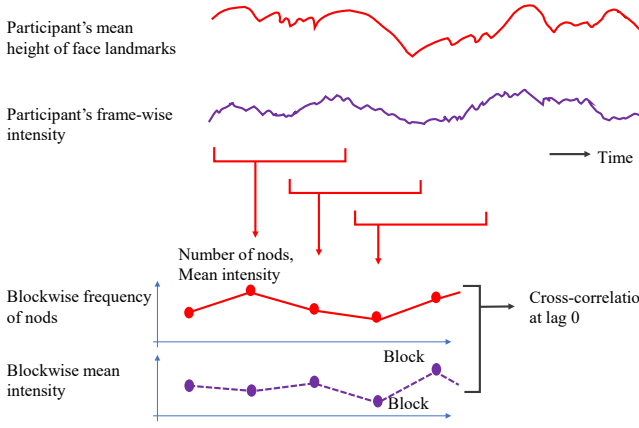 Participant's mean
height of face landmarks
Participant's frame-wise
intensity
Time
Number of nods,
Mean intensity
Blockwise frequency
of nods
Cross-correlatio
at lag 0
Block
Blockwise mean
intensity
Block